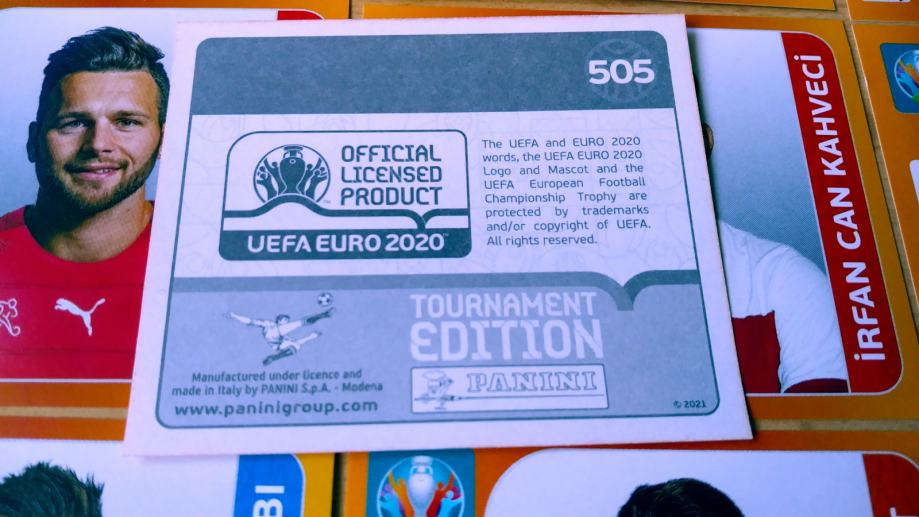 505
OFFICIAL
LICENSED
PRODUCT
UEFA EURO 2020™
The UEFA and EURO 2020
words, the UEFA EURO 2020
Logo and Mascot and the
UEFA European Football
Championship Trophy are
protected by trademarks
and/or copyright of UEFA.
All rights reserved.
TOURNAMENT
EDITION
Manufactured under licence and
made in Italy by PANINI S.p.A. - Modena
www.paninigroup.com
PANINI
© 2021
İRFAN CAN KAHVECİ